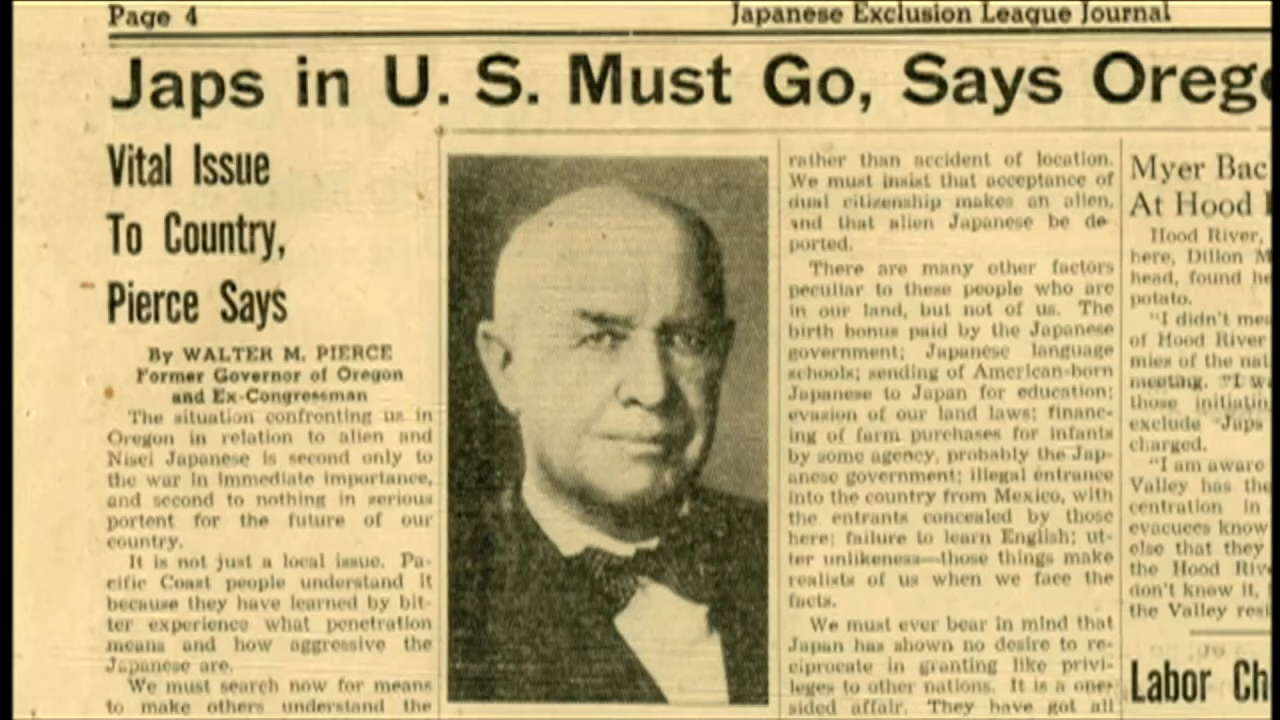 Page 4
Japanese Exclusion League Journal
Japs in U. S. Must Go, Says Orego
Vital Issue
To Country,
Pierce Says
By WALTER M. PIERCE
Former Governor of Oregon
and Ex-Congressman
The situation confronting us in
Oregon in relation to alien and
Nisei Japanese is second only to
the war in immediate importance,
and second to nothing in serious
portent for the future of our
country.
It is not just a local issue. Pa-
cific Coast people understand it
because they have learned by bit-
ter experience what penetration
means and how aggressive the
Japanese are.
We must search now for means
to make others understand the
rather than accident of location.
We must insist that acceptance of
dual citizenship makes an alien,
and that alien Japanese be de-
ported.
There are many other factors
peculiar to these people who are
in our land, but not of us. The
birth bonus paid by the Japanese
government; Japanese language
schools; sending of American-born
Japanese to Japan for education;
evasion of our land laws; financ-
ing of farm purchases for infants
by some agency, probably the Jap-
anese government; illegal entrance
into the country from Mexico, with
the entrants concealed by those
here; failure to learn English; ut-
ter unlikeness—those things make
realists of us when we face the
facts.
We must ever bear in mind that
Japan has shown no desire to re-
ciprocate in granting like privi-
leges to other nations. It is a one-
sided affair. They have got all
Myer Bac
At Hood
Hood River,
here, Dillon M
head, found he
potato.
"I didn't mea
of Hood River
mies of the nat
meeting. "I w
those initiatin
exclude "Japs
charged.
"I am aware
Valley has the
centration in
evacuees know
else that they
the Hood Rive
don't know it,
the Valley resi
Labor Ch